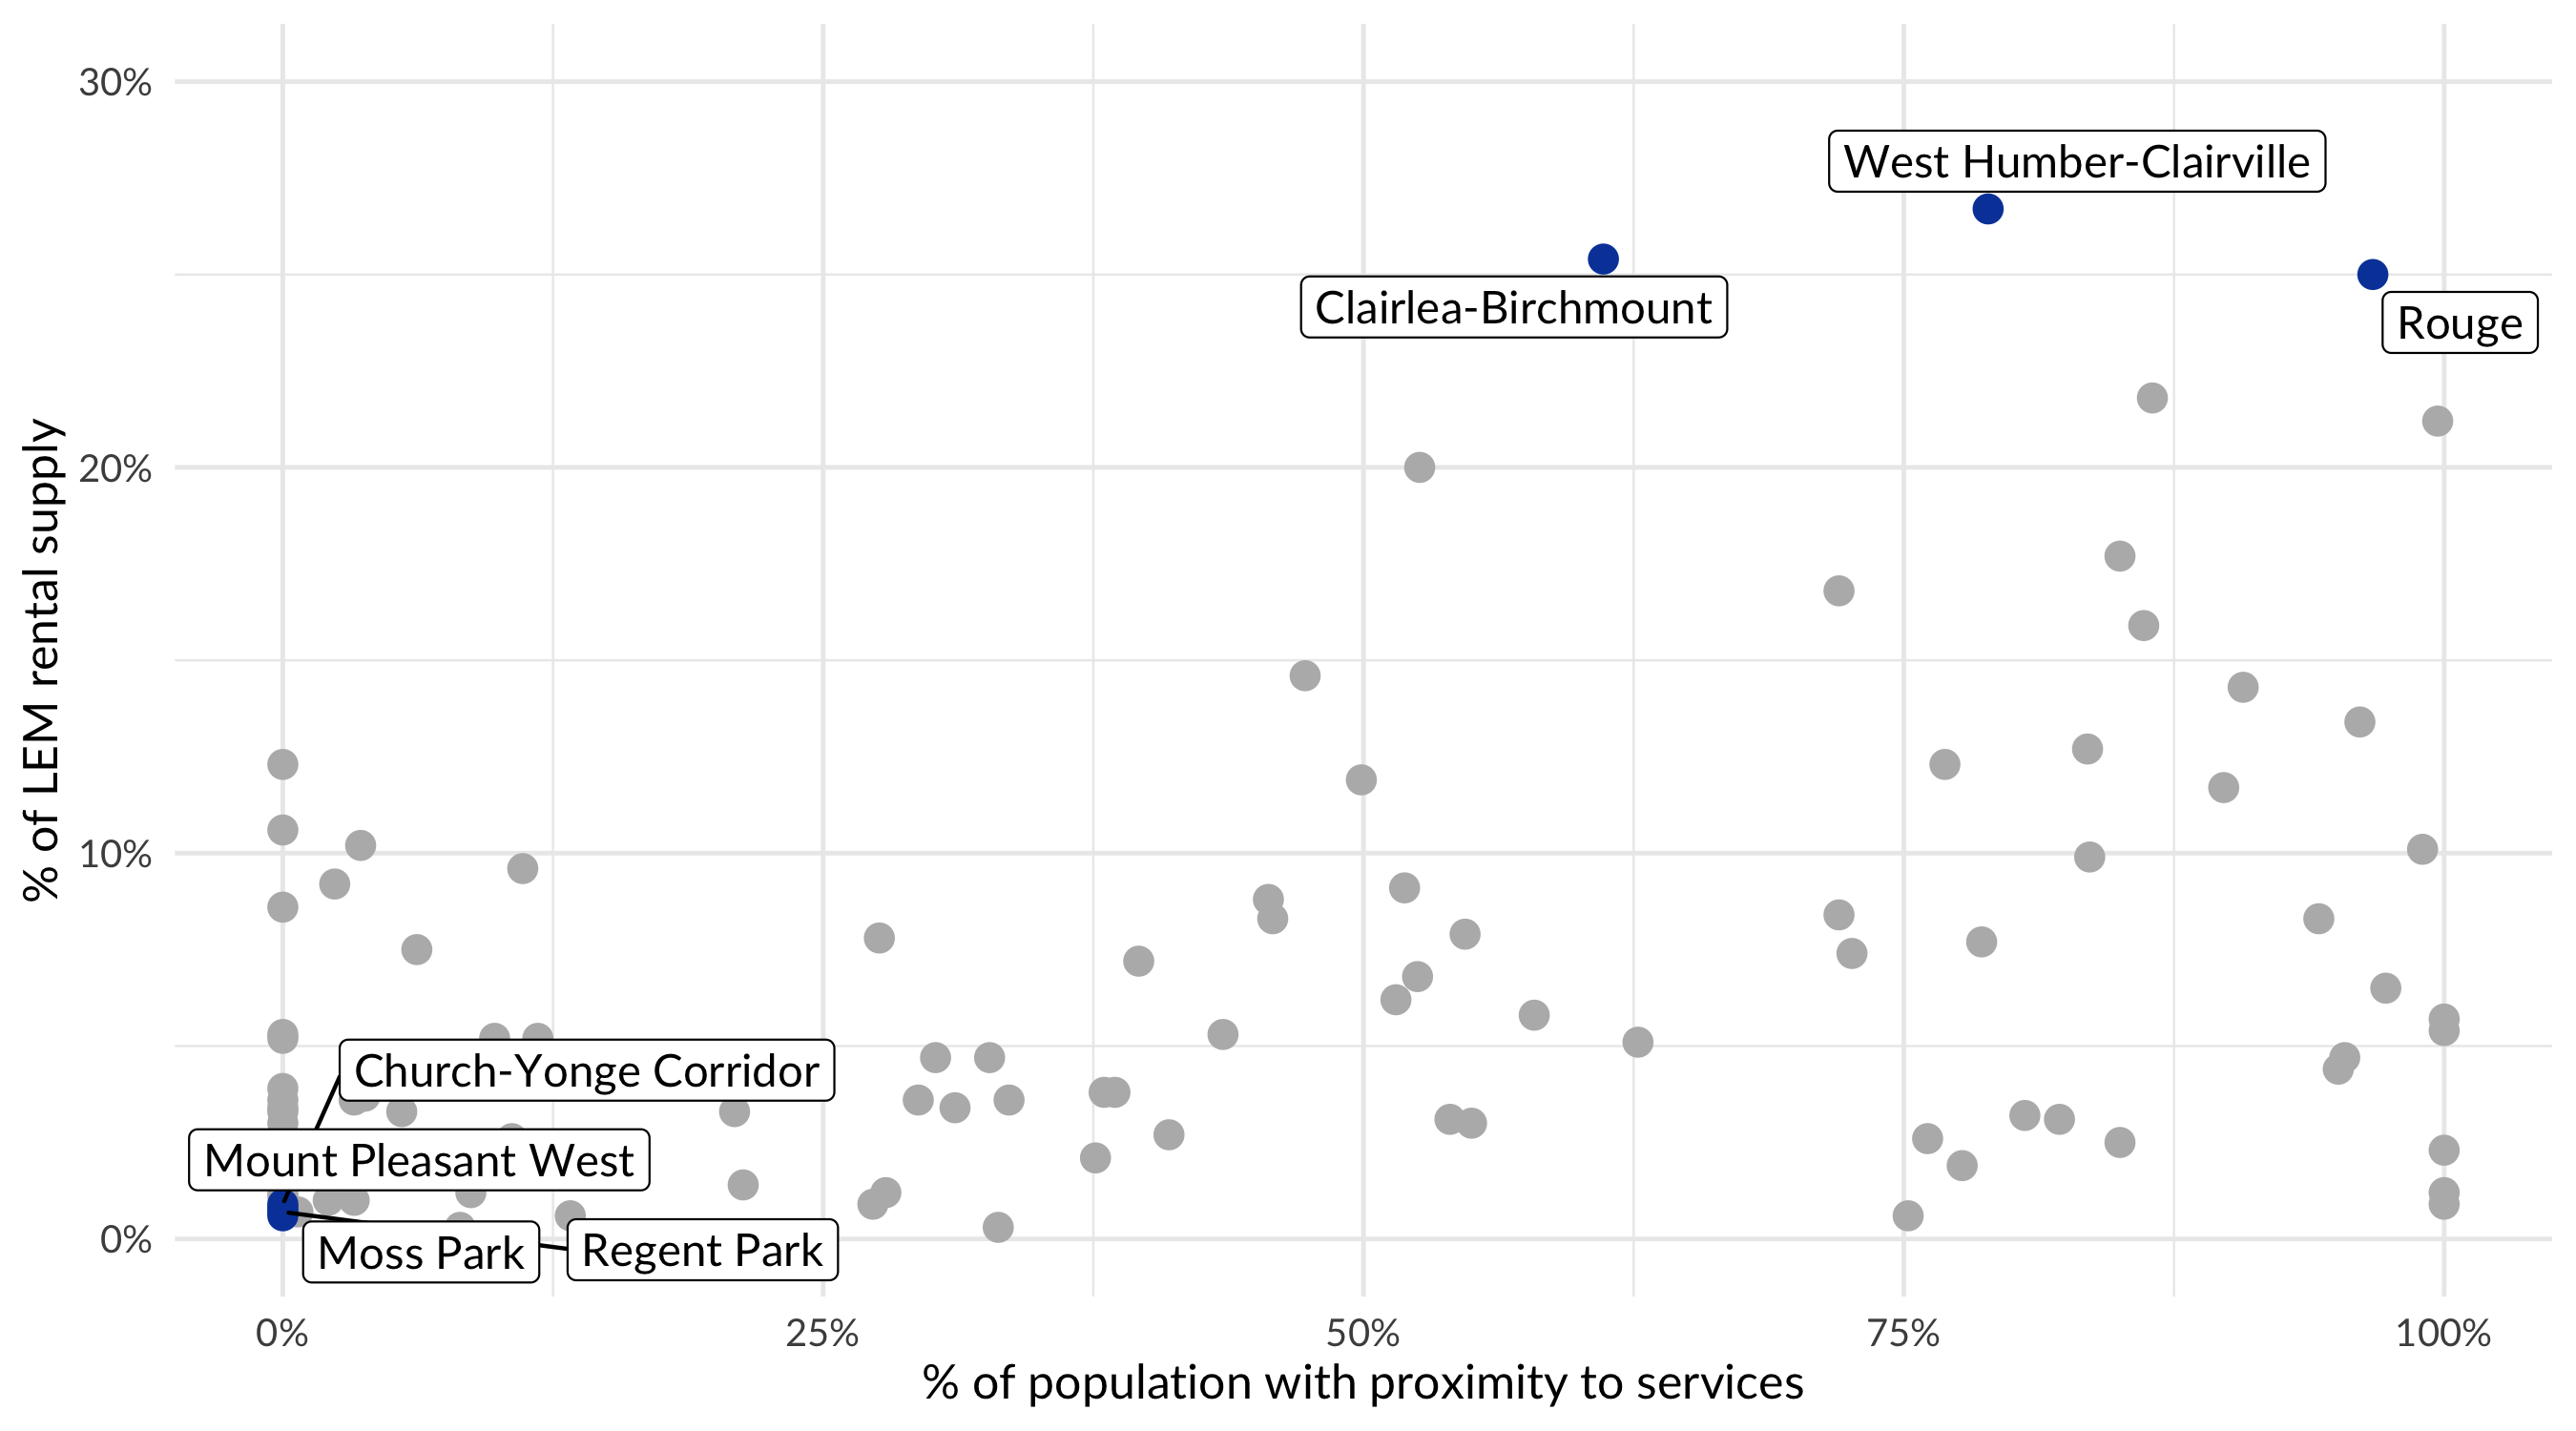 30%
West Humber-Clairville
Clairlea-Birchmount
Rouge
20%
% of LEM rental supply
10%
Church-Yonge Corridor
Mount Pleasant West
0%
Moss Park
Regent Park
0%
25%
50%
75%
100%
% of population with proximity to services